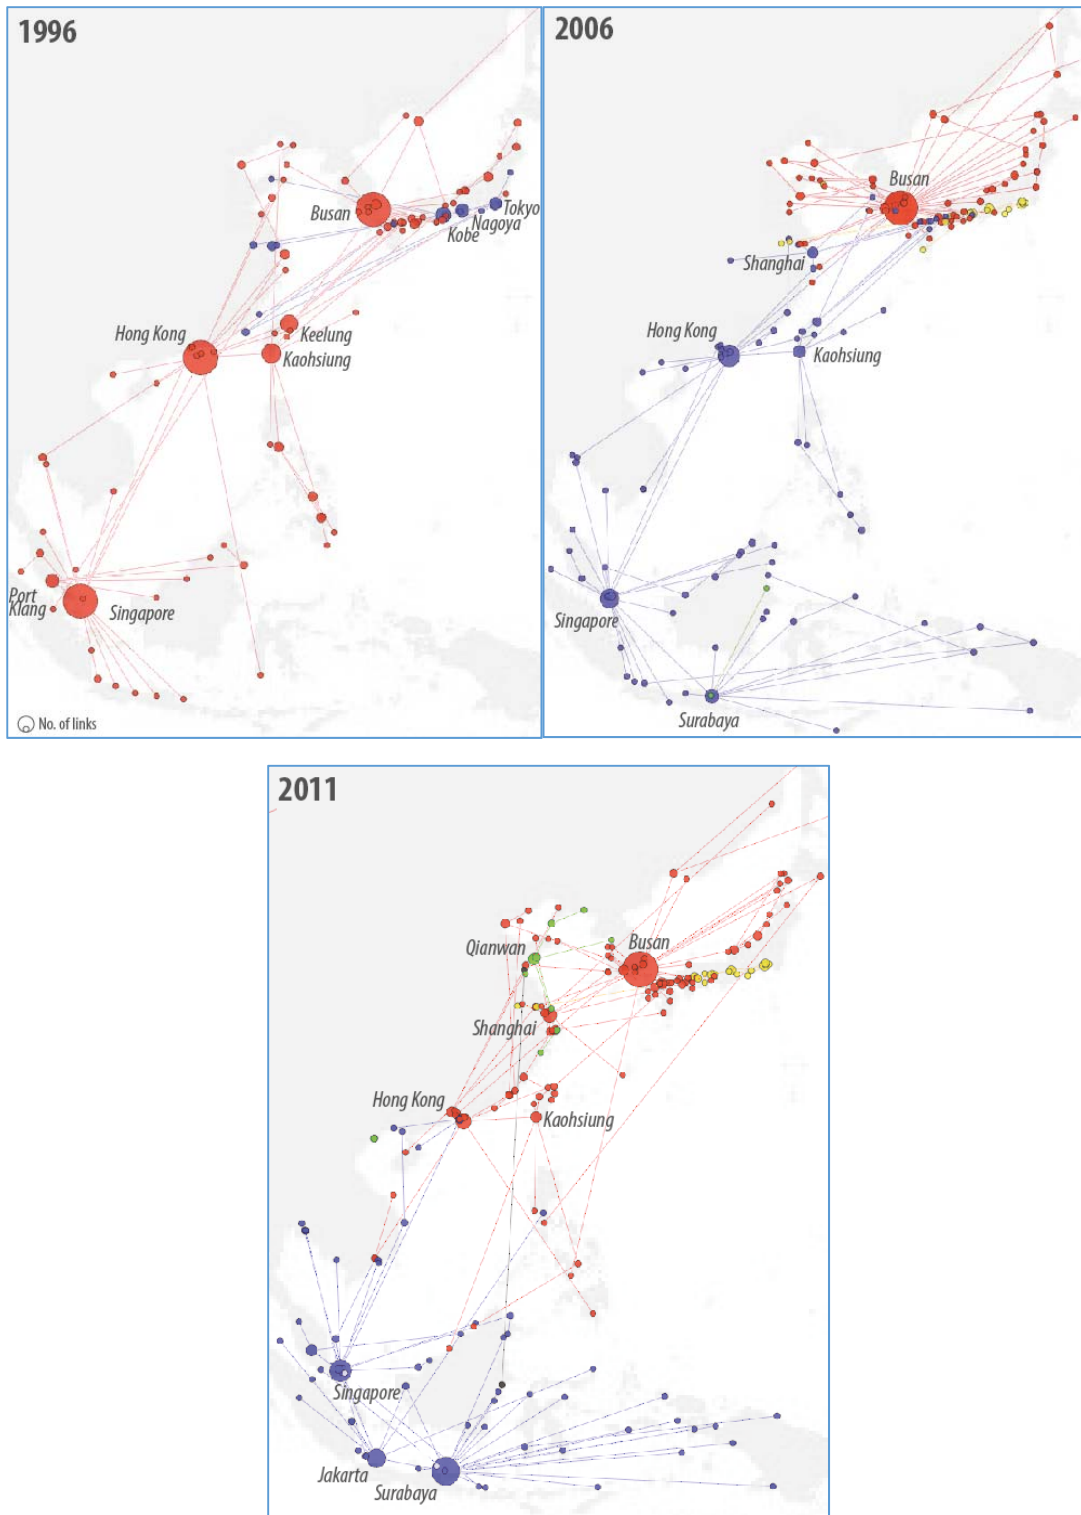 1996
Busan
Tokyo
Nagoya
Kobe
Hong Kong
Keelung
Kaohsiung
Port
Klang
Singapore
No. of links
2006
Busan
Shanghai
Hong Kong
Kaohsiung
Singapore
Surabaya
2011
Qianwan
Busan
Shanghai
Hong Kong
Kaohsiung
Singapore
Jakarta
Surabaya